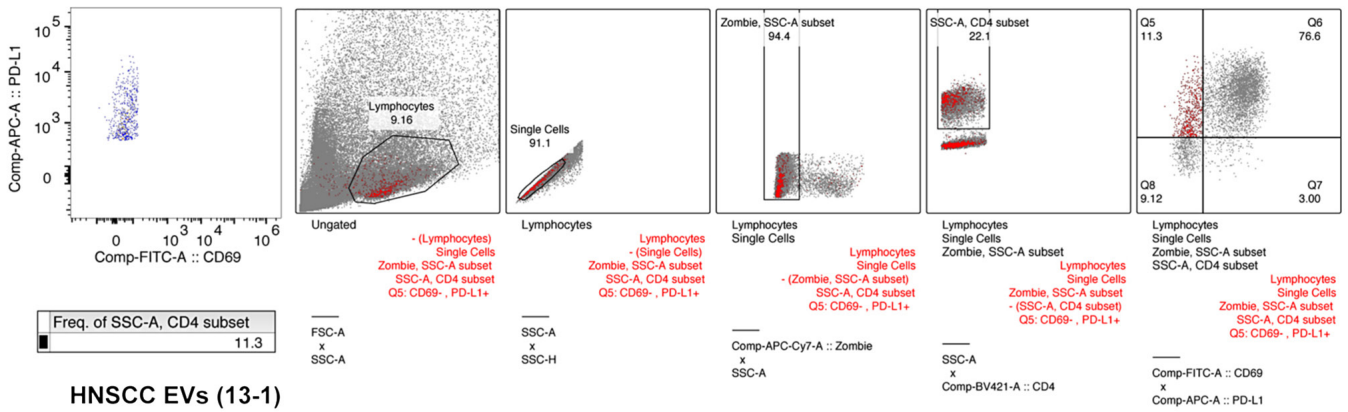 10^5
10^4
10^3
0
Comp-APC-A :: PD-L1
0 10^3 10^4 10^5 10^6
Comp-FITC-A :: CD69
Freq. of SSC-A, CD4 subset
11.3
HNSCC EVs (13-1)
Lymphocytes
9.16
Ungated
- (Lymphocytes)
Single Cells
Zombie, SSC-A subset
SSC-A, CD4 subset
Q5: CD69- , PD-L1+
FSC-A
x
SSC-A
Single Cells
91.1
Lymphocytes
Lymphocytes
- (Single Cells)
Zombie, SSC-A subset
SSC-A, CD4 subset
Q5: CD69- , PD-L1+
SSC-A
x
SSC-H
Zombie, SSC-A subset
94.4
Lymphocytes
Single Cells
Lymphocytes
Single Cells
- (Zombie, SSC-A subset)
SSC-A, CD4 subset
Q5: CD69- , PD-L1+
Comp-APC-Cy7-A :: Zombie
x
SSC-A
SSC-A, CD4 subset
22.1
Lymphocytes
Single Cells
Zombie, SSC-A subset
Lymphocytes
Single Cells
Zombie, SSC-A subset
- (SSC-A, CD4 subset)
Q5: CD69- , PD-L1+
SSC-A
x
Comp-BV421-A :: CD4
Q5
11.3
Q6
76.6
Q8
9.12
Q7
3.00
Lymphocytes
Single Cells
Zombie, SSC-A subset
SSC-A, CD4 subset
Lymphocytes
Single Cells
Zombie, SSC-A subset
SSC-A, CD4 subset
Q5: CD69- , PD-L1+
Comp-FITC-A :: CD69
x
Comp-APC-A :: PD-L1